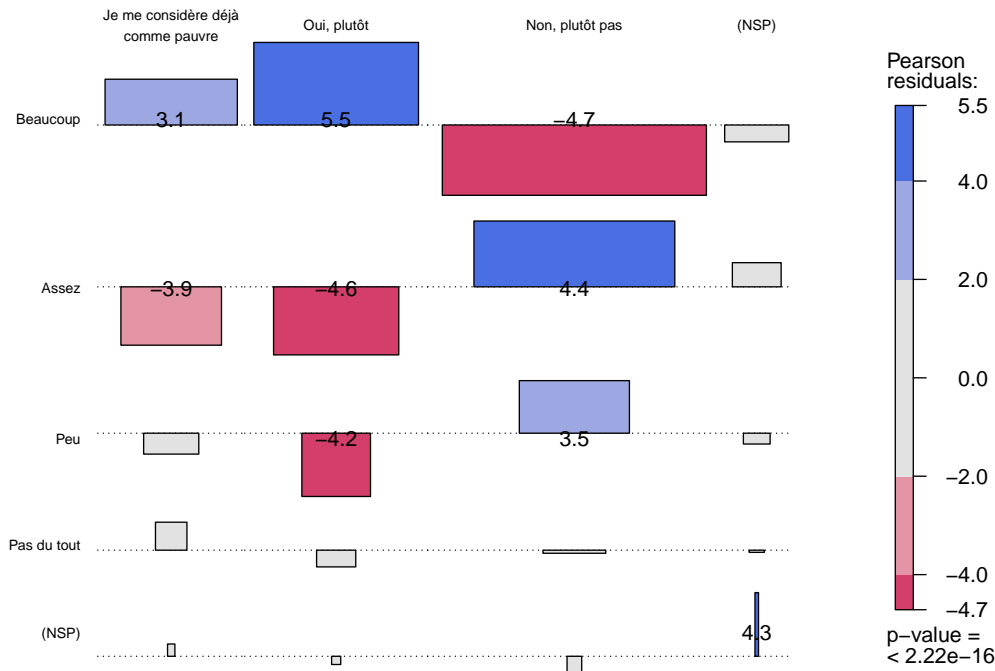 Je me considère déjà
comme pauvre
Oui, plutôt
Non, plutôt pas
(NSP)
Beaucoup
3.1
5.5
−4.7
Assez
−3.9
−4.6
4.4
Peu
−4.2
3.5
Pas du tout
(NSP)
4.3
Pearson
residuals:
5.5
4.0
2.0
0.0
−2.0
−4.0
−4.7
p−value =
< 2.22e−16